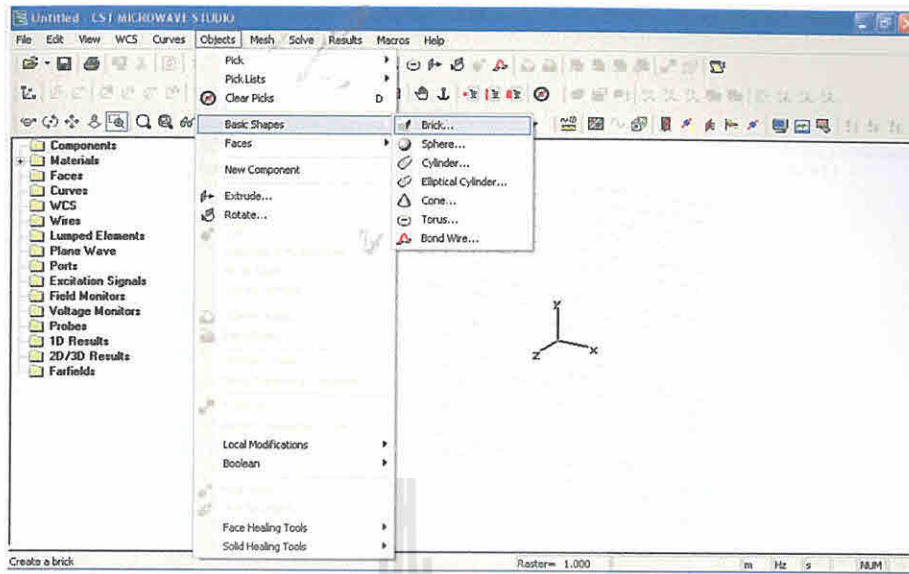 Untitled - CST MICROWAVE STUDIO
File Edit View WCS Curves Objects Mesh Solve Results Macros Help
Pick
Pick Lists
Clear Picks D
Basic Shapes
Faces
New Component
Extrude...
Rotate...
Local Modifications
Boolean
Face Healing Tools
Solid Healing Tools
Brick...
Sphere...
Cylinder...
Elliptical Cylinder...
Cone...
Torus...
Bond Wire...
Components
Materials
Faces
Curves
WCS
Wires
Lumped Elements
Plane Wave
Ports
Excitation Signals
Field Monitors
Voltage Monitors
Probes
1D Results
2D/3D Results
Farfields
y
z x
Create a brick Raster= 1.000 m Hz s NUM